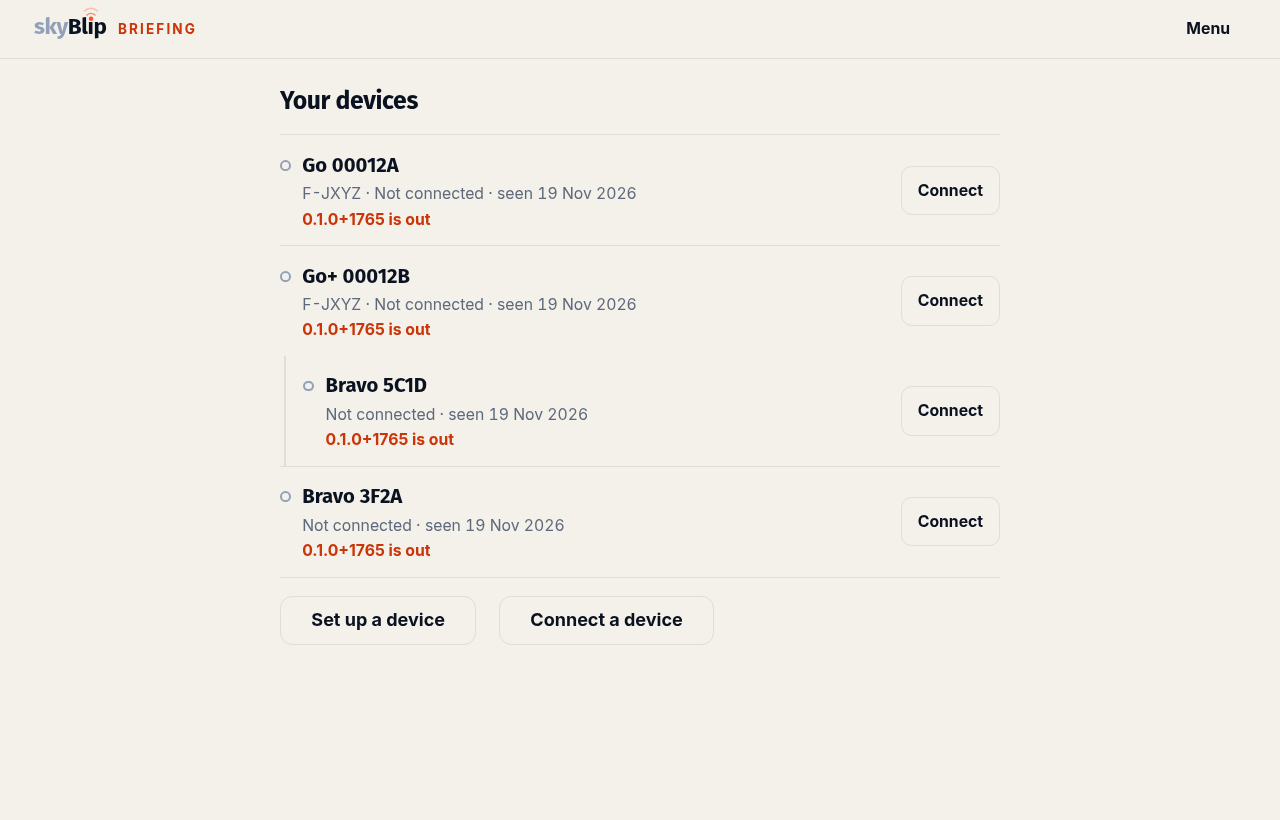 skyBlip BRIEFING
Menu
Your devices
Go 00012A
F-JXYZ · Not connected · seen 19 Nov 2026
0.1.0+1765 is out
Connect
Go+ 00012B
F-JXYZ · Not connected · seen 19 Nov 2026
0.1.0+1765 is out
Connect
Bravo 5C1D
Not connected · seen 19 Nov 2026
0.1.0+1765 is out
Connect
Bravo 3F2A
Not connected · seen 19 Nov 2026
0.1.0+1765 is out
Connect
Set up a device
Connect a device